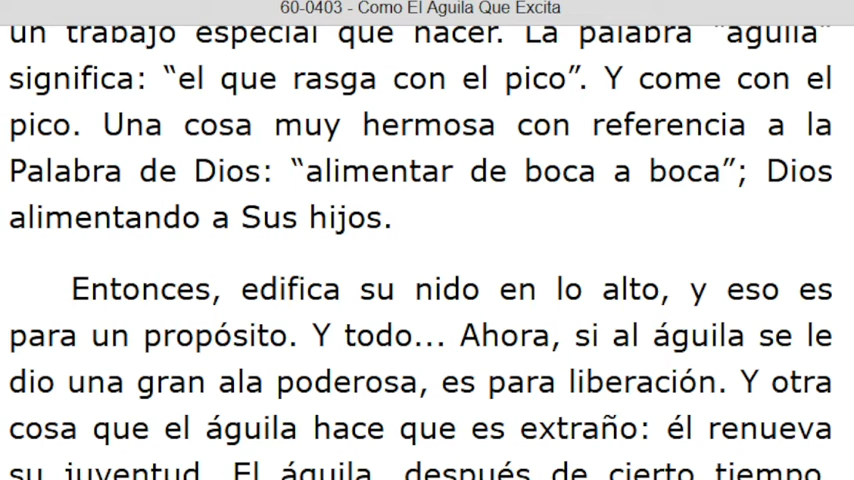 60-0403 - Como El Aguila Que Excita
un trabajo especial que hacer. La palabra “águila”
significa: “el que rasga con el pico”. Y come con el
pico. Una cosa muy hermosa con referencia a la
Palabra de Dios: “alimentar de boca a boca”; Dios
alimentando a Sus hijos.
Entonces, edifica su nido en lo alto, y eso es
para un propósito. Y todo... Ahora, si al águila se le
dio una gran ala poderosa, es para liberación. Y otra
cosa que el águila hace que es extraño: él renueva
su juventud. El águila, después de cierto tiempo,